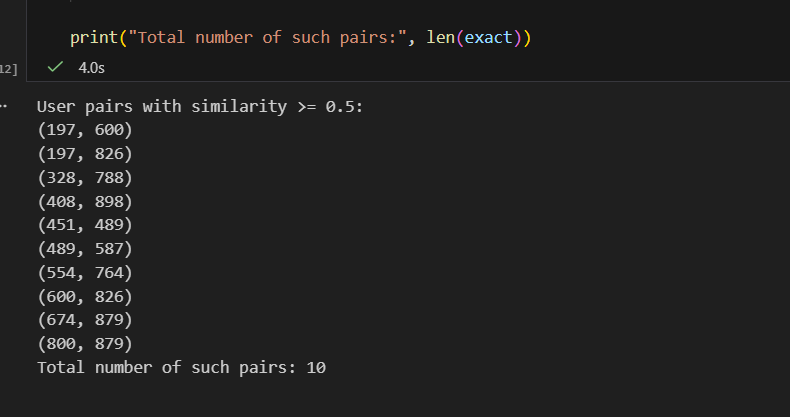 print("Total number of such pairs:", len(exact))
12]
4.0s
User pairs with similarity >= 0.5:
(197, 600)
(197, 826)
(328, 788)
(408, 898)
(451, 489)
(489, 587)
(554, 764)
(600, 826)
(674, 879)
(800, 879)
Total number of such pairs: 10